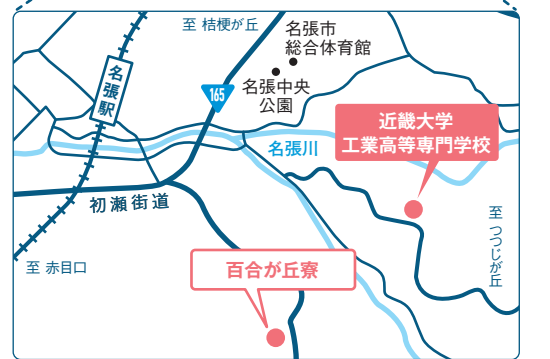 至 桔梗が丘
名張市
総合体育館
名張中央
公園
165
名張駅
近畿大学
工業高等専門学校
名張川
初瀬街道
至 つつじが丘
至 赤目口
百合が丘寮